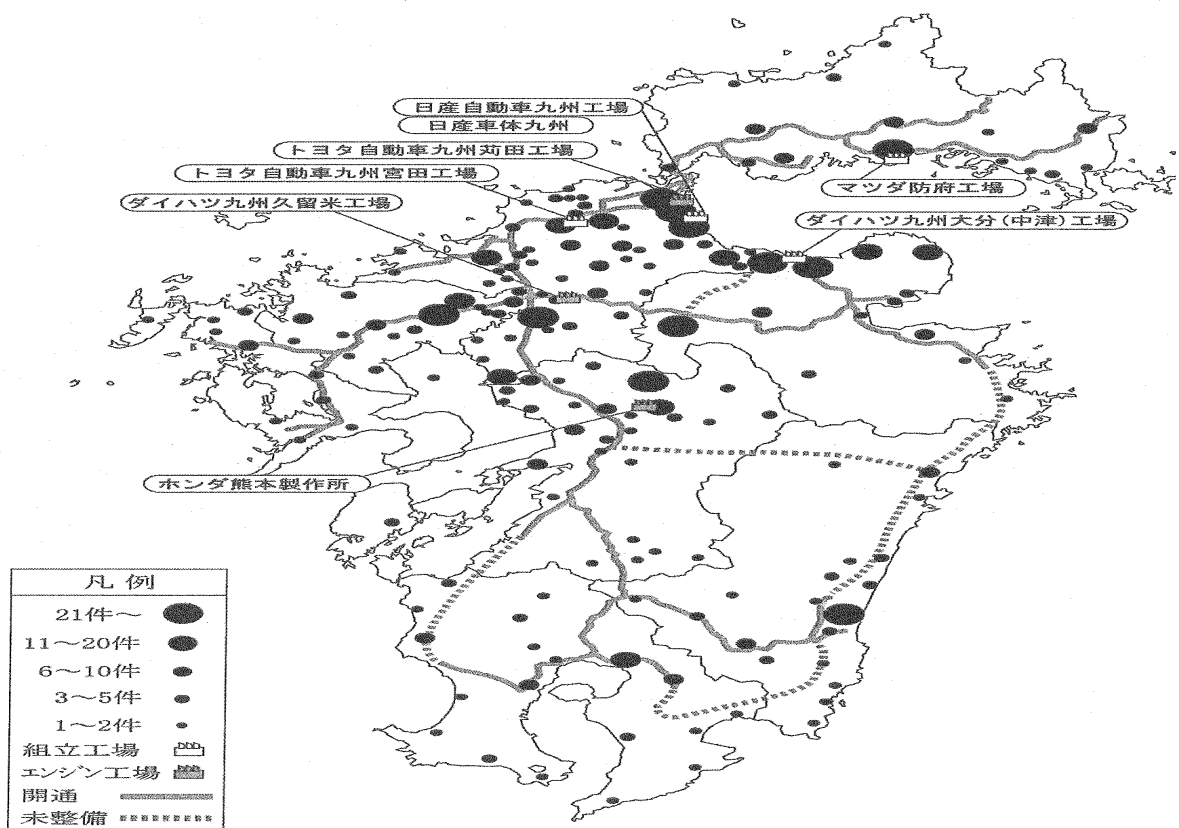 日産自動車九州工場
日産車体九州
トヨタ自動車九州苅田工場
トヨタ自動車九州宮田工場
ダイハツ九州久留米工場
マツダ防府工場
ダイハツ九州大分(中津)工場
ホンダ熊本製作所
凡例
21件～
11～20件
6～10件
3～5件
1～2件
組立工場
エンジン工場
開通
未整備